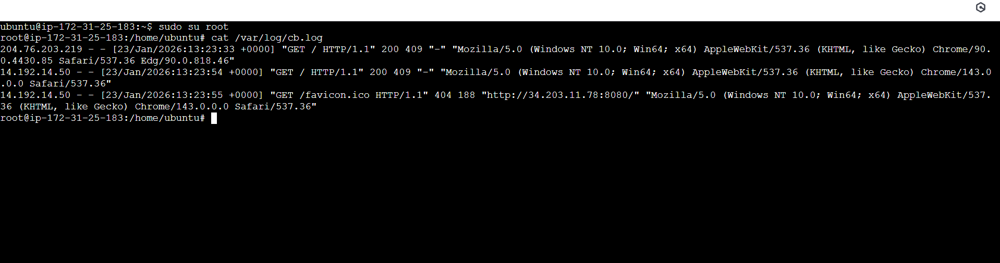 ubuntu@ip-172-31-25-183:~$ sudo su root
root@ip-172-31-25-183:/home/ubuntu# cat /var/log/cb.log
204.76.203.219 - - [23/Jan/2026:13:23:33 +0000] "GET / HTTP/1.1" 200 409 "-" "Mozilla/5.0 (Windows NT 10.0; Win64; x64) AppleWebKit/537.36 (KHTML, like Gecko) Chrome/90.
0.4430.85 Safari/537.36 Edg/90.0.818.46"
14.192.14.50 - - [23/Jan/2026:13:23:54 +0000] "GET / HTTP/1.1" 200 409 "-" "Mozilla/5.0 (Windows NT 10.0; Win64; x64) AppleWebKit/537.36 (KHTML, like Gecko) Chrome/143.0
.0.0 Safari/537.36"
14.192.14.50 - - [23/Jan/2026:13:23:55 +0000] "GET /favicon.ico HTTP/1.1" 404 188 "http://34.203.11.78:8080/" "Mozilla/5.0 (Windows NT 10.0; Win64; x64) AppleWebKit/537.
36 (KHTML, like Gecko) Chrome/143.0.0.0 Safari/537.36"
root@ip-172-31-25-183:/home/ubuntu#